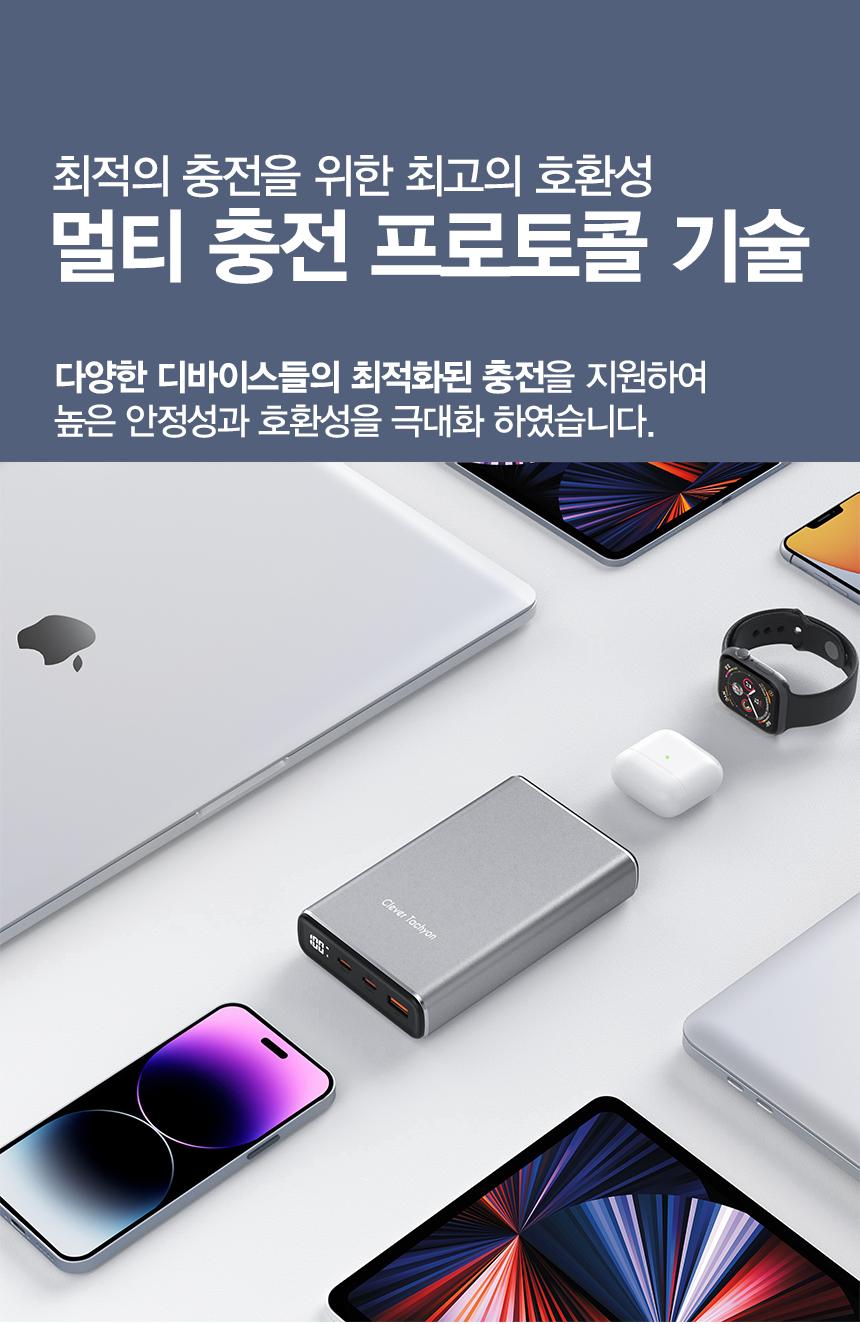 최적의 충전을 위한 최고의 호환성
멀티 충전 프로토콜 기술
다양한 디바이스들의 최적화된 충전을 지원하여
높은 안정성과 호환성을 극대화 하였습니다.
Clever Tachyon
100